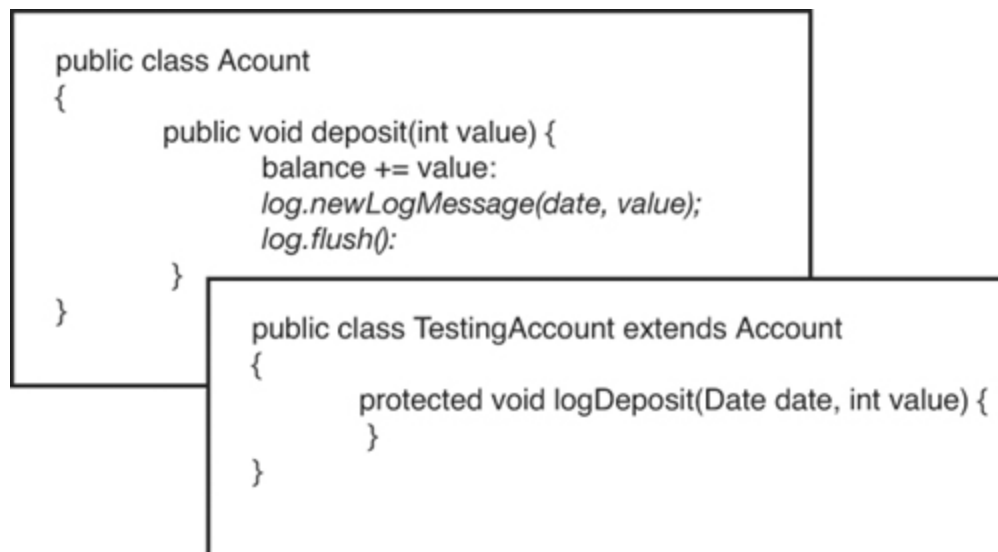 public class Acount
{
public void deposit(int value) {
balance += value:
log.newLogMessage(date, value);
log.flush():
}
}
public class TestingAccount extends Account
{
protected void logDeposit(Date date, int value) {
}
}